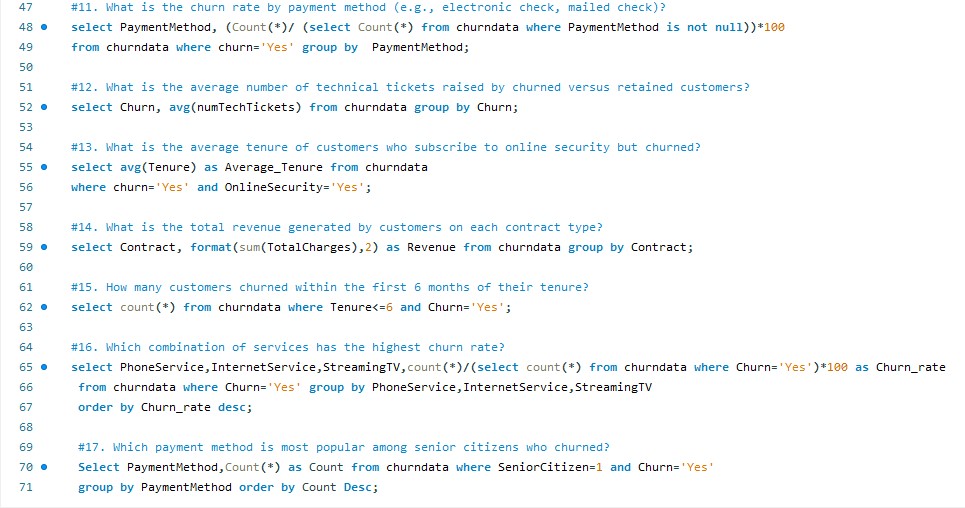 47 #11. What is the churn rate by payment method (e.g., electronic check, mailed check)?
48 select PaymentMethod, (Count(*)/ (select Count(*) from churndata where PaymentMethod is not null))*100
49 from churndata where churn='Yes' group by  PaymentMethod;
50
51 #12. What is the average number of technical tickets raised by churned versus retained customers?
52 select Churn, avg(numTechTickets) from churndata group by Churn;
53
54 #13. What is the average tenure of customers who subscribe to online security but churned?
55 select avg(Tenure) as Average_Tenure from churndata
56 where churn='Yes' and OnlineSecurity='Yes';
57
58 #14. What is the total revenue generated by customers on each contract type?
59 select Contract, format(sum(TotalCharges),2) as Revenue from churndata group by Contract;
60
61 #15. How many customers churned within the first 6 months of their tenure?
62 select count(*) from churndata where Tenure<=6 and Churn='Yes';
63
64 #16. Which combination of services has the highest churn rate?
65 select PhoneService,InternetService,StreamingTV,count(*)/(select count(*) from churndata where Churn='Yes')*100 as Churn_rate
66 from churndata where Churn='Yes' group by PhoneService,InternetService,StreamingTV
67 order by Churn_rate desc;
68
69 #17. Which payment method is most popular among senior citizens who churned?
70 Select PaymentMethod,Count(*) as Count from churndata where SeniorCitizen=1 and Churn='Yes'
71 group by PaymentMethod order by Count Desc;